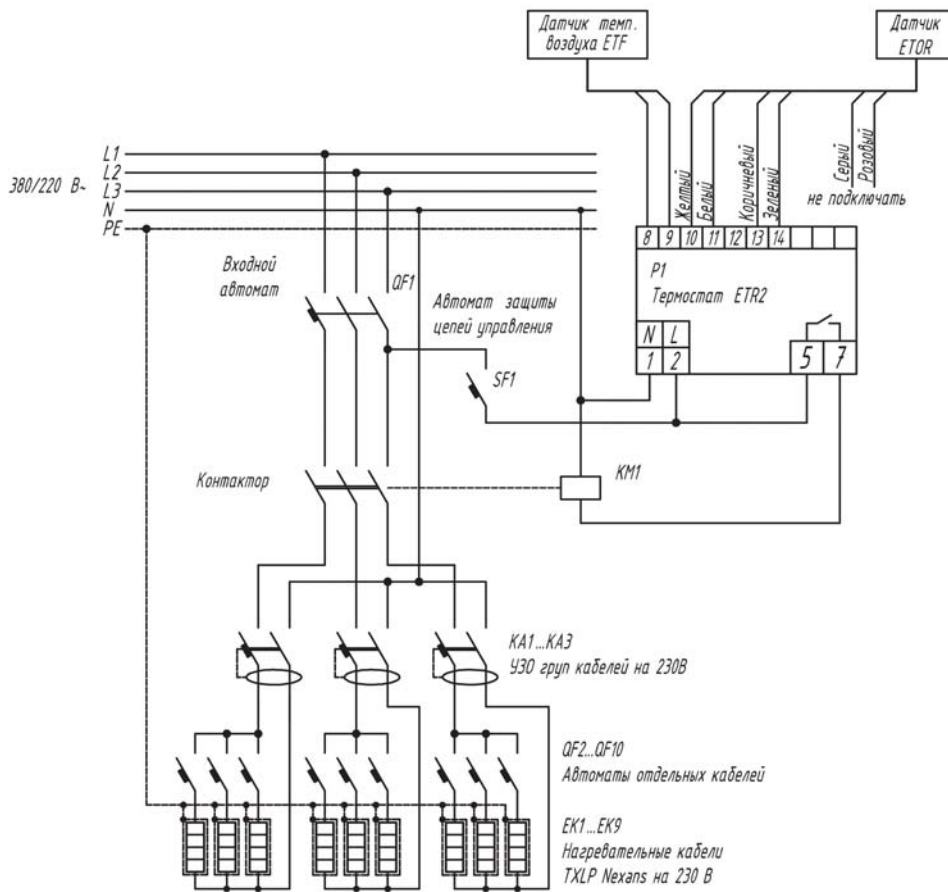 Датчик темп.
воздуха ETF
Датчик
ETOR
Желтый
Белый
Коричневый
Зеленый
Серый
Розовый
не подключать
380/220 В~
L1
L2
L3
N
PE
8 9 10 11 12 13 14
P1
Термостат ETR2
N L
1 2
5 7
Входной
автомат
QF1
Автомат защиты
цепей управления
SF1
Контактор
KM1
KA1...KA3
УЗО груп кабелей на 230В
QF2...QF10
Автоматы отдельных кабелей
EK1...EK9
Нагревательные кабели
TXLP Nexans на 230 В